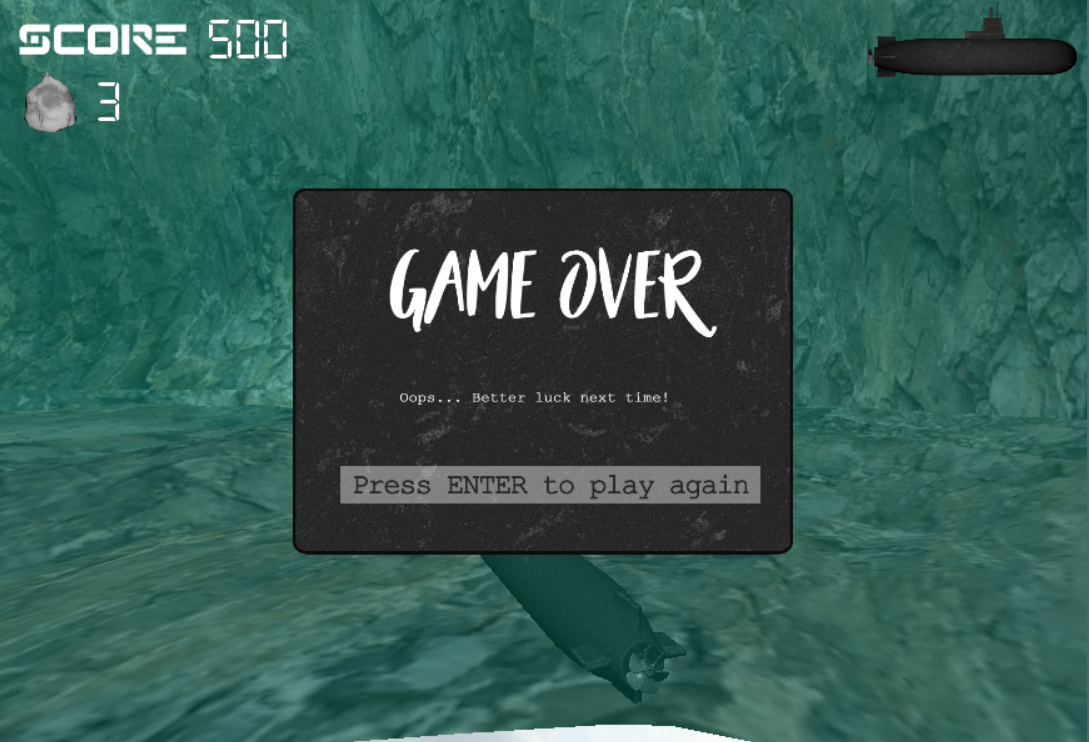 SCORE 500
3
GAME OVER
Oops... Better luck next time!
Press ENTER to play again